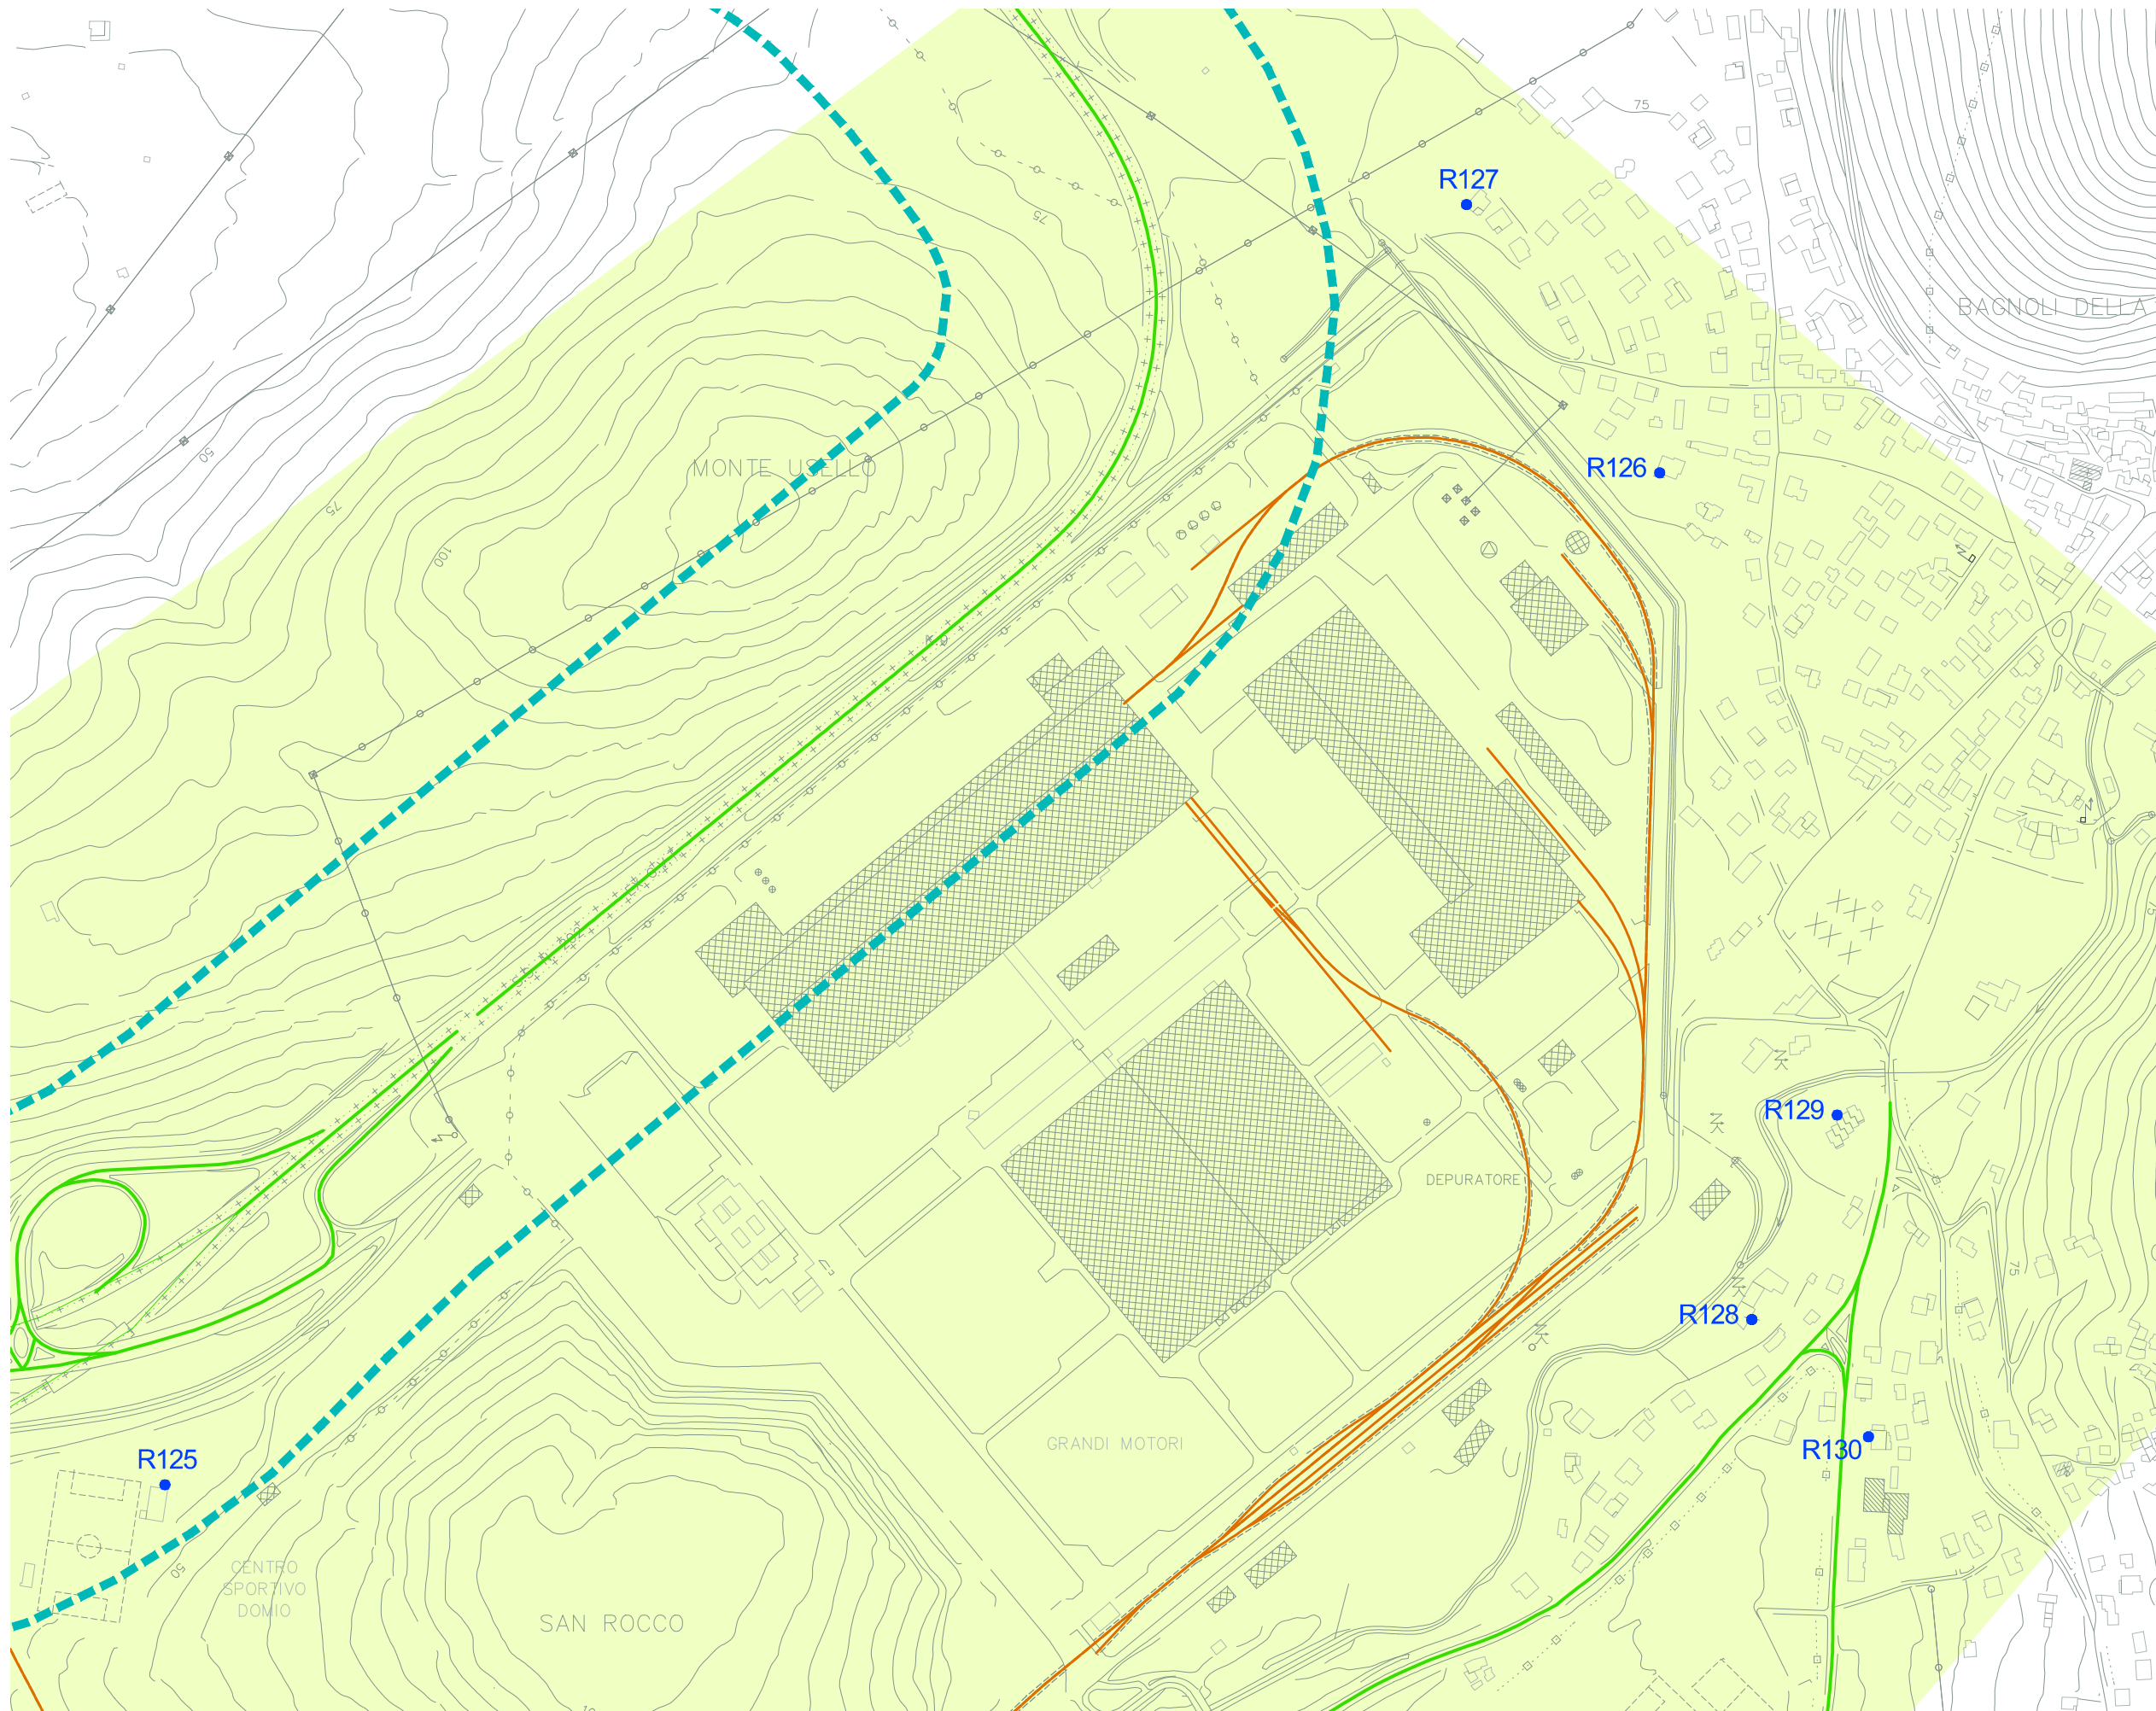 75
R127
75
BAGNOLI DELLA
50
MONTE USELLO
R126
75
100
DEPURATORE
R129
75
R128
GRANDI MOTORI
R130
R125
50
CENTRO
SPORTIVO
DOMIO
SAN ROCCO